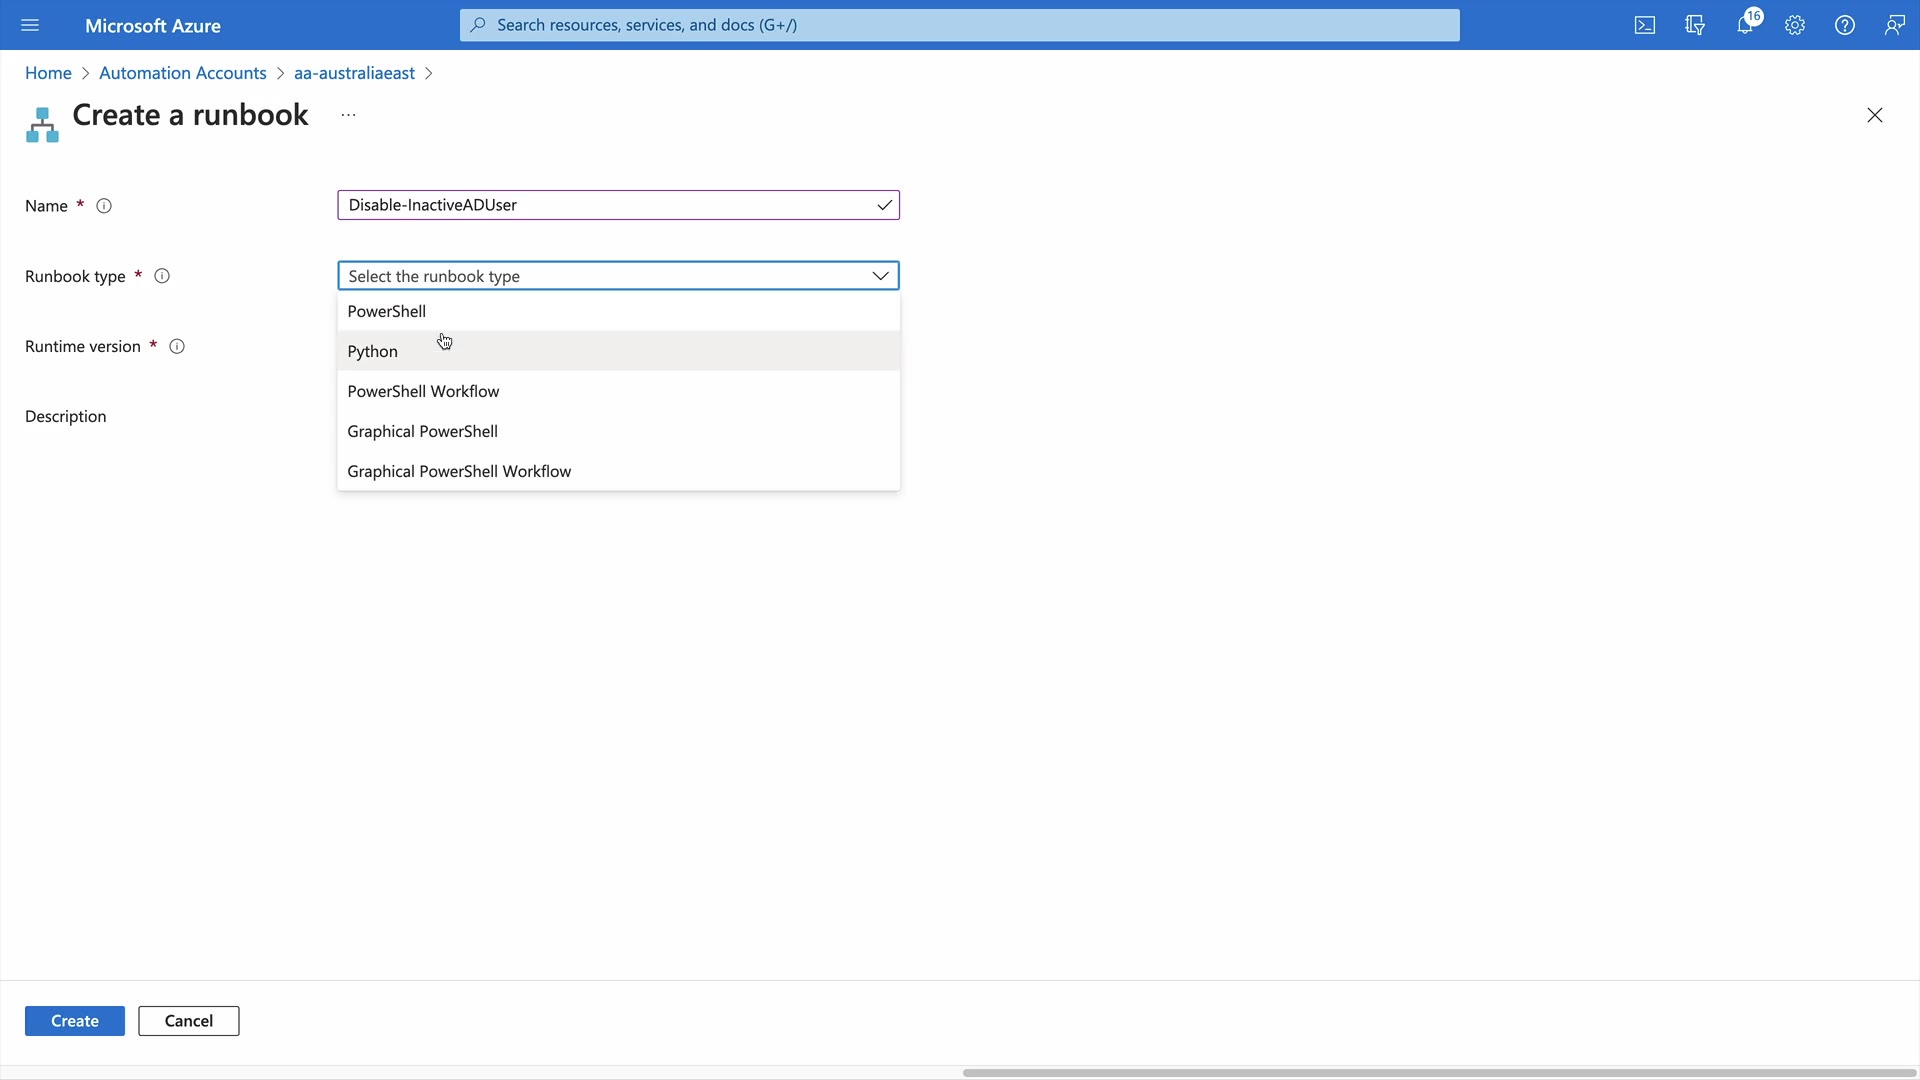 Microsoft Azure
Search resources, services, and docs (G+/)
16
Home > Automation Accounts > aa-australiaeast >
Create a runbook ...
Name *
Disable-InactiveADUser
Runbook type *
Select the runbook type
PowerShell
Runtime version *
Python
PowerShell Workflow
Description
Graphical PowerShell
Graphical PowerShell Workflow
Create
Cancel